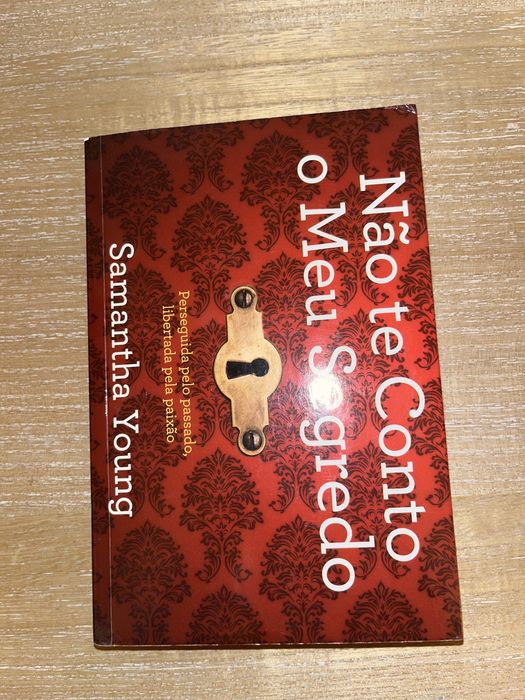 Não te Conto
o Meu Segredo
Perseguida pelo passado,
libertada pela paixão
Samantha Young